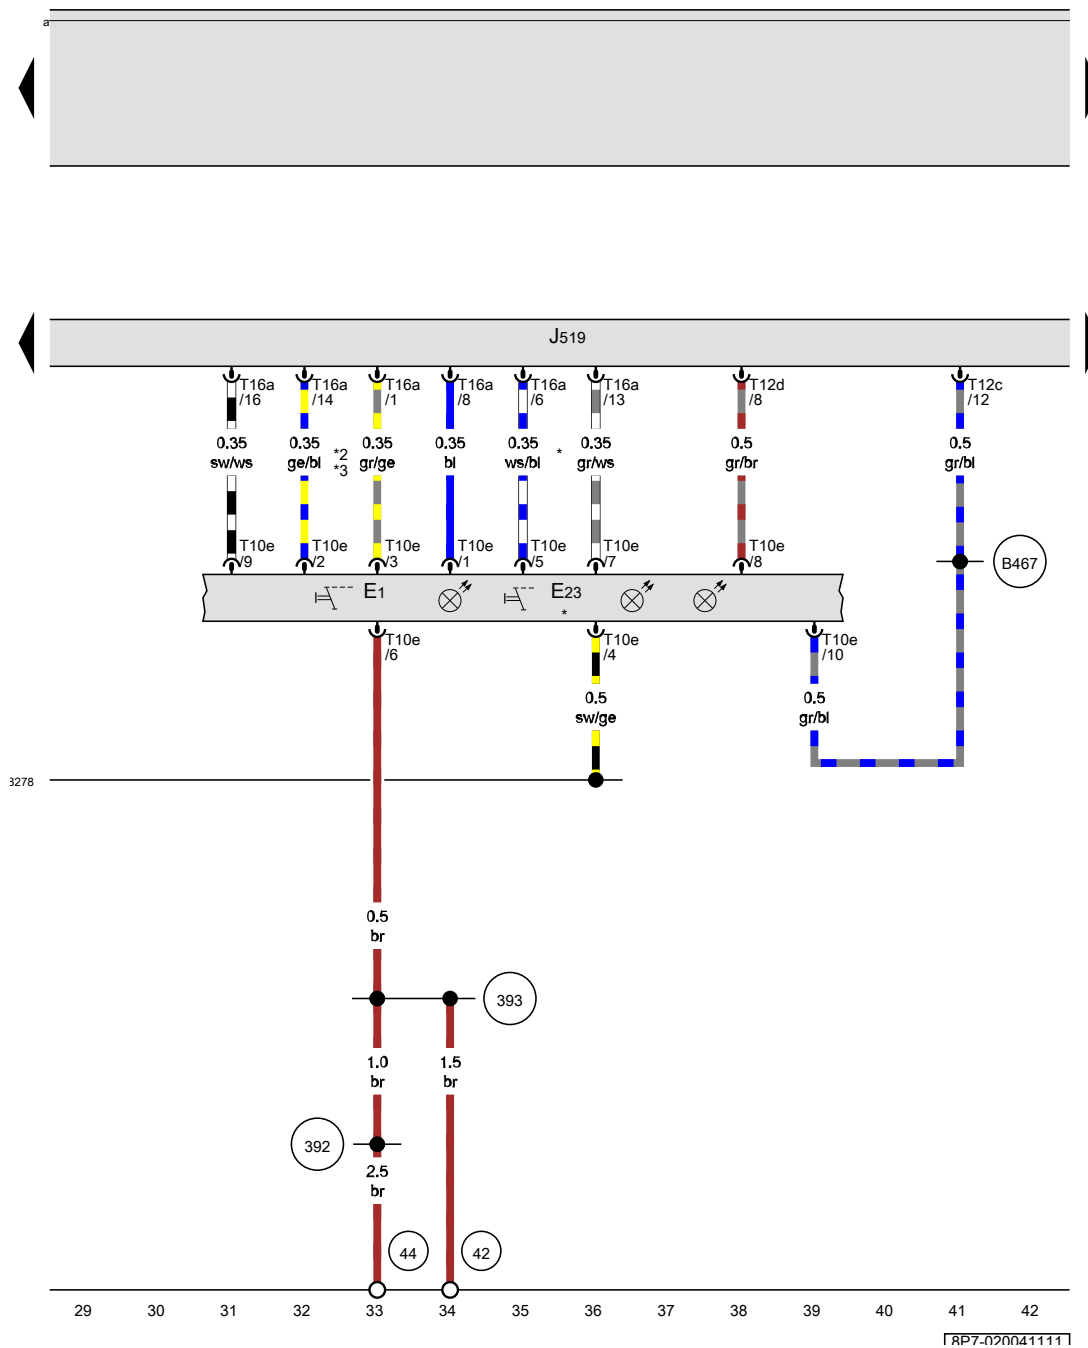 a
J519
T16a T16a T16a T16a T16a T16a T12d T12c
/16 /14 /1 /8 /6 /13 /8 /12
0.35 0.35 0.35 0.35 0.35 0.35 0.5 0.5
sw/ws ge/bl *2 gr/ge bl ws/bl * gr/ws gr/br gr/bl
*3
T10e T10e T10e T10e T10e T10e T10e
/9 /2 /3 /1 /5 /7 /8
B467
E1 E23
*
T10e T10e T10e
/6 /4 /10
0.5 0.5
sw/ge gr/bl
3278
0.5
br
393
1.0 1.5
br br
392
2.5
br
44 42
29 30 31 32 33 34 35 36 37 38 39 40 41 42
8P7-020041111